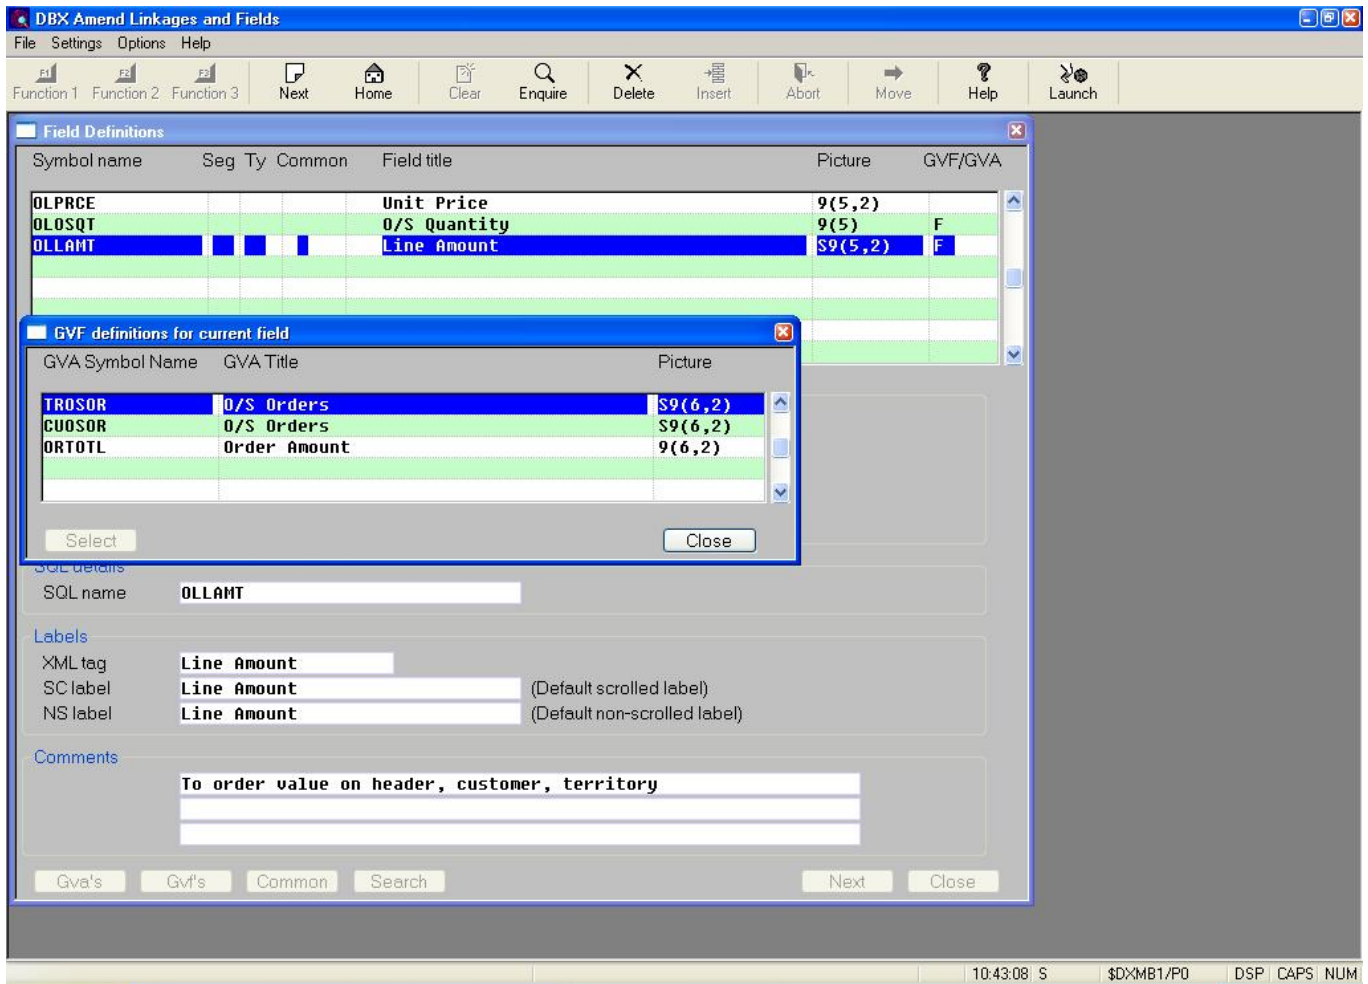 DBX Amend Linkages and Fields
File Settings Options Help
F1 F2 F3
Function 1 Function 2 Function 3 Next Home Clear Enquire Delete Insert Abort Move Help Launch
Field Definitions
Symbol name Seg Ty Common Field title Picture GVF/GVA
OLPRCE Unit Price 9(5,2)
OLOSQT O/S Quantity 9(5) F
OLLAMT Line Amount S9(5,2) F
GVF definitions for current field
GVA Symbol Name GVA Title Picture
TROSOR O/S Orders S9(6,2)
CUOSOR O/S Orders S9(6,2)
ORTOTL Order Amount 9(6,2)
Select Close
SQL details
SQL name OLLAMT
Labels
XML tag Line Amount
SC label Line Amount (Default scrolled label)
NS label Line Amount (Default non-scrolled label)
Comments
To order value on header, customer, territory
Gva's Gvf's Common Search Next Close
10:43:08 S $DXMB1/P0 DSP CAPS NUM